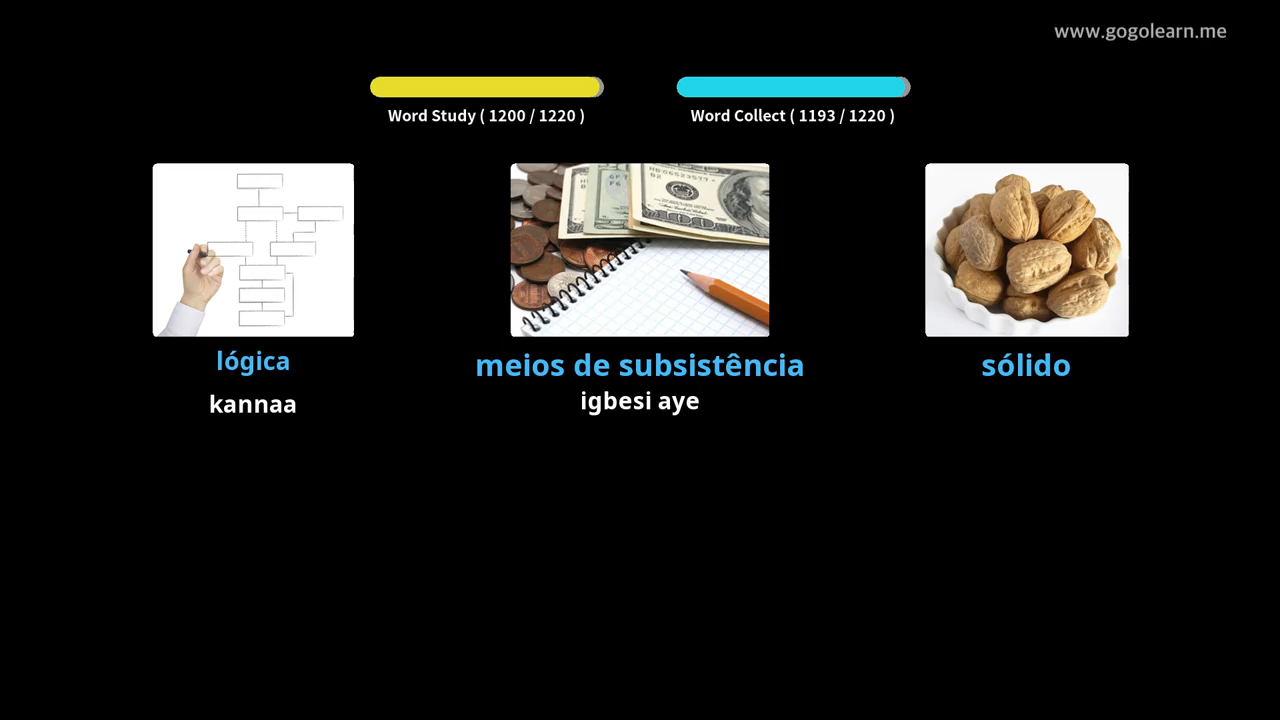 www.gogolearn.me
Word Study ( 1200 / 1220 )
Word Collect ( 1193 / 1220 )
lógica
meios de subsistência
sólido
kannaa
igbesi aye